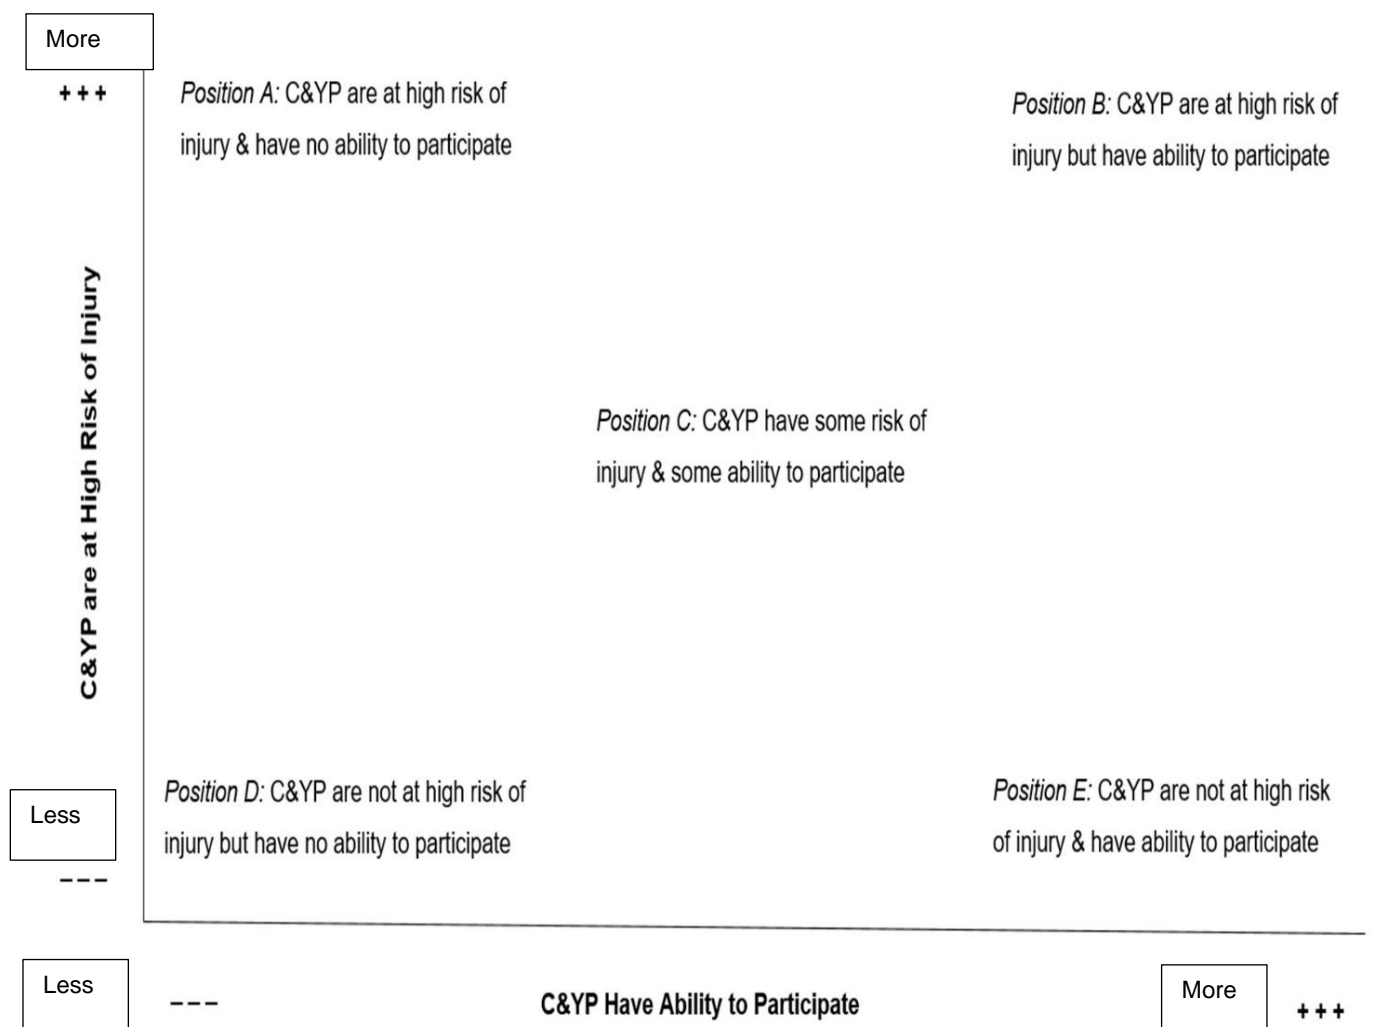 More
+++
Position A: C&YP are at high risk of
injury & have no ability to participate
Position B: C&YP are at high risk of
injury but have ability to participate
C&YP are at High Risk of Injury
Position C: C&YP have some risk of
injury & some ability to participate
Position D: C&YP are not at high risk of
injury but have no ability to participate
Position E: C&YP are not at high risk
of injury & have ability to participate
Less
---
Less
---
C&YP Have Ability to Participate
More
+++